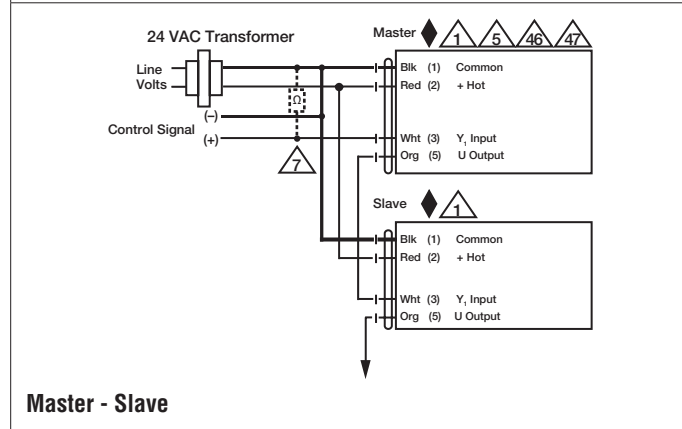 24 VAC Transformer
Line
Volts
(–)
Control Signal
(+)
Ω
7
Master 1 5 46 47
Blk (1) Common
Red (2) + Hot
Wht (3) Y₁ Input
Org (5) U Output
Slave 1
Blk (1) Common
Red (2) + Hot
Wht (3) Y₁ Input
Org (5) U Output
Master - Slave